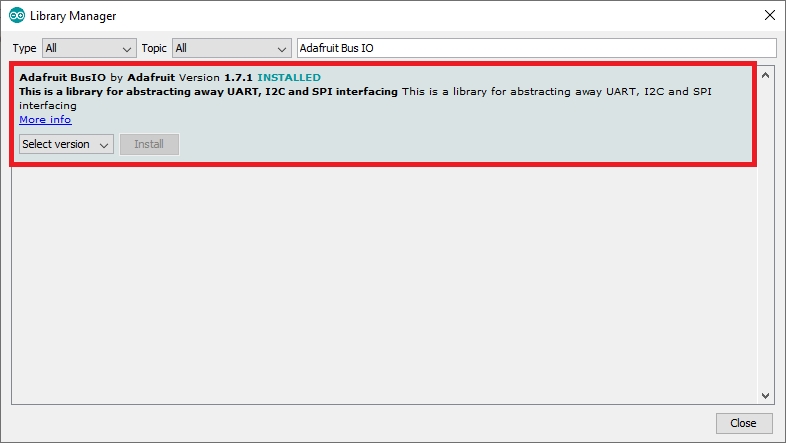 Library Manager
Type All Topic All Adafruit Bus IO
Adafruit BusIO by Adafruit Version 1.7.1 INSTALLED
This is a library for abstracting away UART, I2C and SPI interfacing This is a library for abstracting away UART, I2C and SPI
interfacing
More info
Select version Install
Close